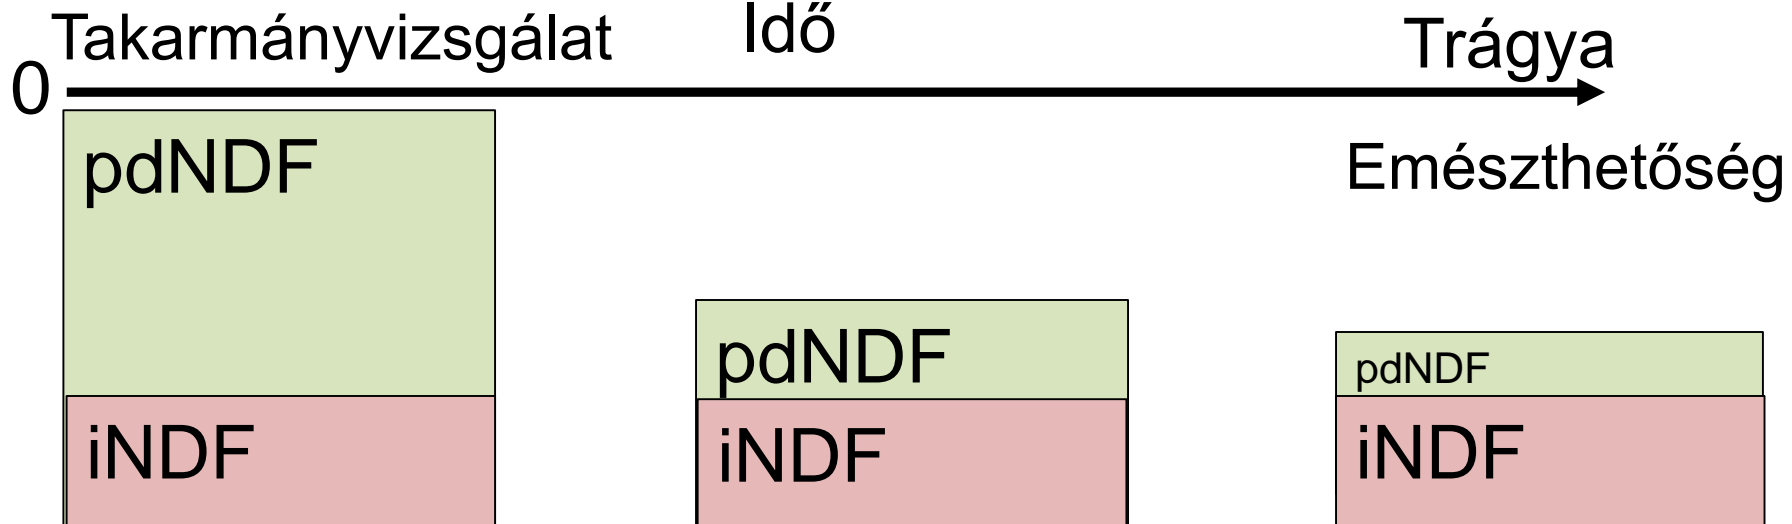 Takarmányvizsgálat Idő Trágya
0
pdNDF
Emészthetőség
pdNDF
pdNDF
iNDF
iNDF
iNDF